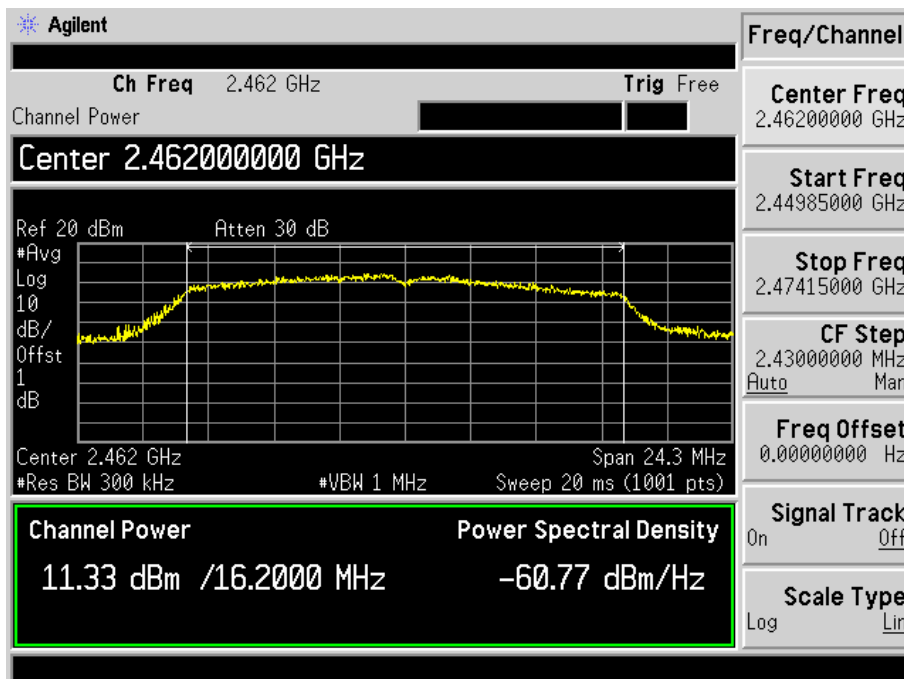 Agilent
Freq/Channel
Ch Freq 2.462 GHz Trig Free
Channel Power
Center 2.462000000 GHz
Ref 20 dBm Atten 30 dB
#Avg
Log
10
dB/
Offst
1
dB
Center 2.462 GHz Span 24.3 MHz
#Res BW 300 kHz #VBW 1 MHz Sweep 20 ms (1001 pts)
Channel Power Power Spectral Density
11.33 dBm /16.2000 MHz -60.77 dBm/Hz
Center Freq
2.46200000 GHz
Start Freq
2.44985000 GHz
Stop Freq
2.47415000 GHz
CF Step
2.43000000 MHz
Auto Man
Freq Offset
0.00000000 Hz
Signal Track
On Off
Scale Type
Log Lin